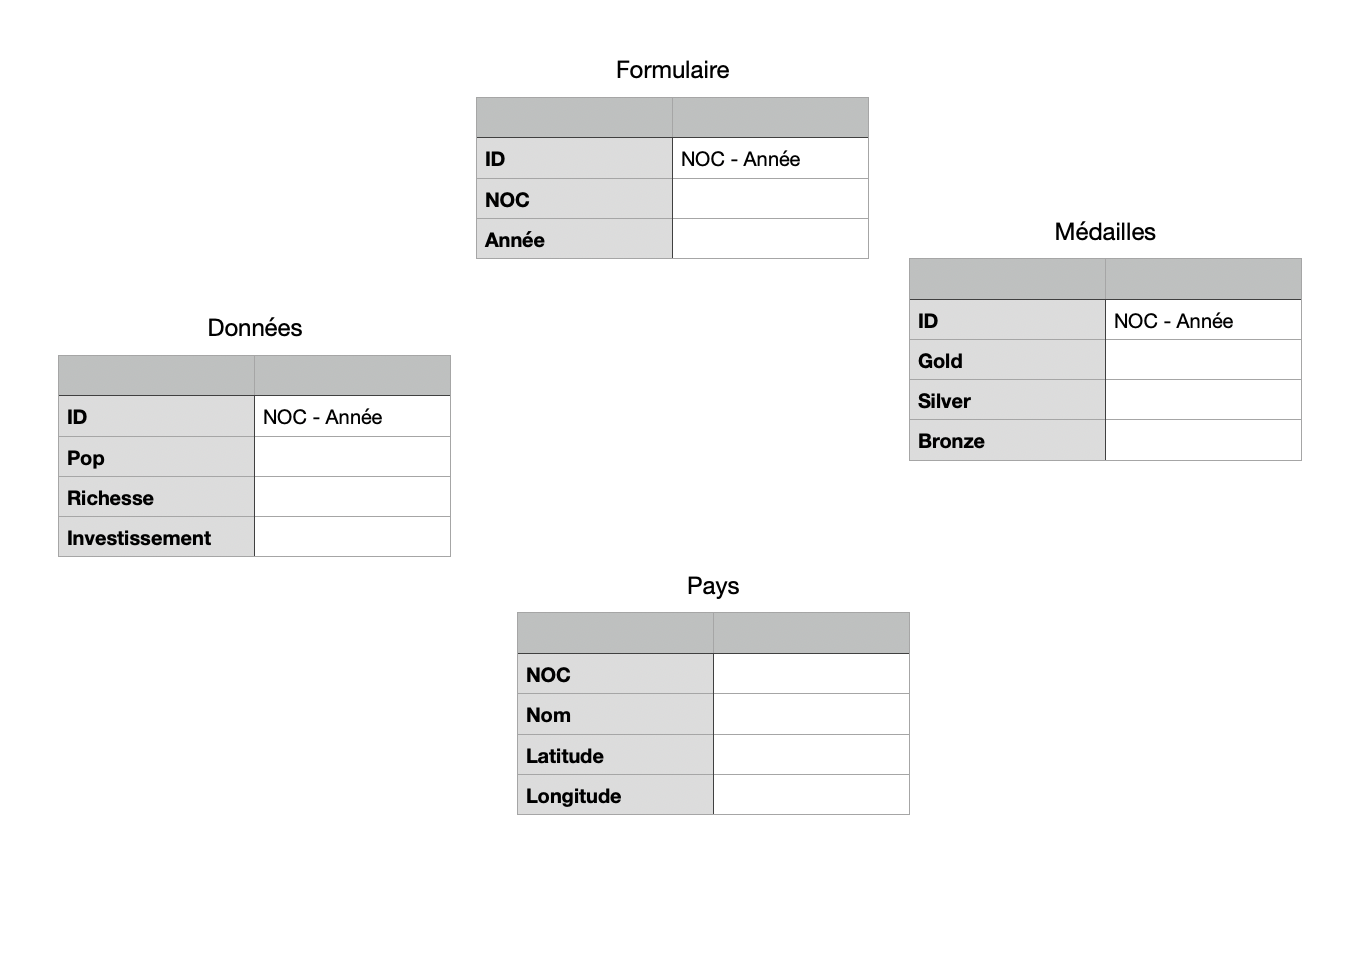 Formulaire
ID NOC - Année
NOC
Année
Médailles
ID NOC - Année
Gold
Silver
Bronze
Données
ID NOC - Année
Pop
Richesse
Investissement
Pays
NOC
Nom
Latitude
Longitude